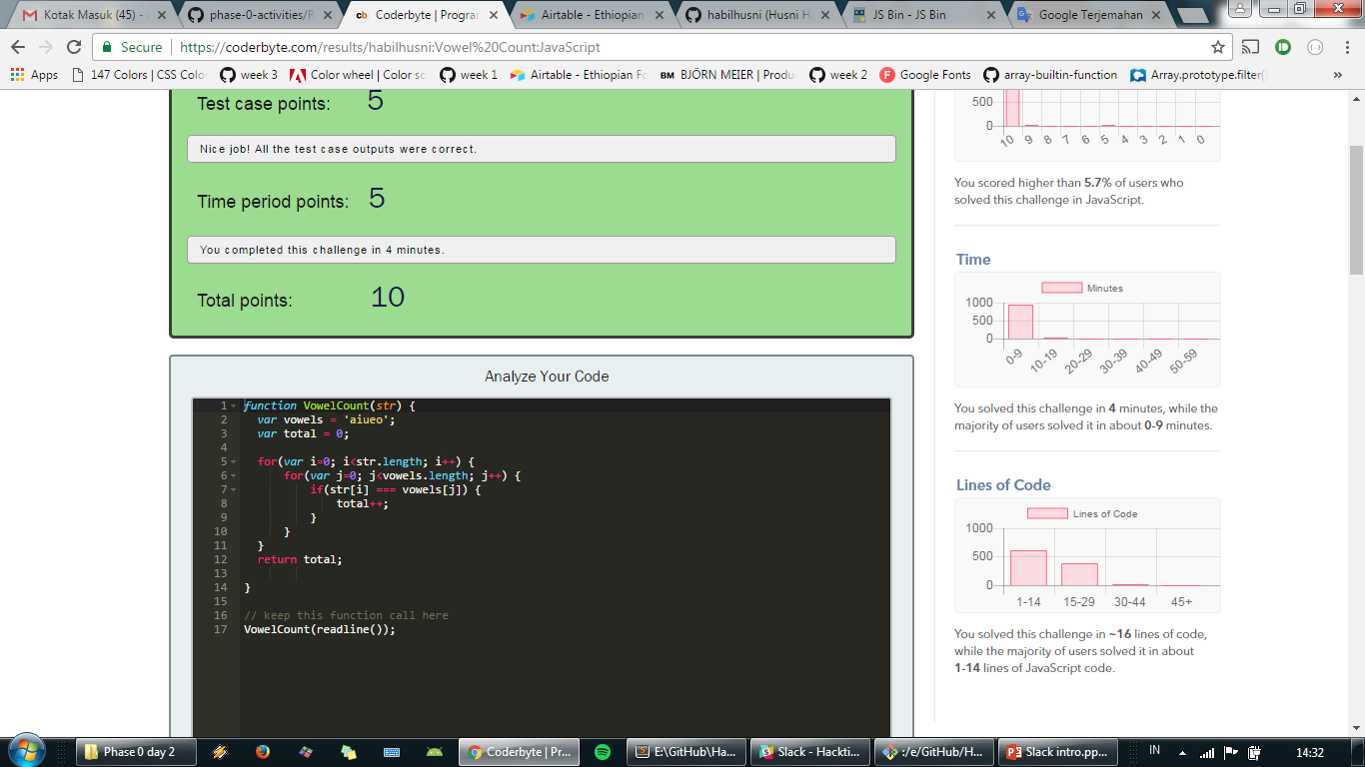 Kotak Masuk (45) -
phase-0-activities/R
Coderbyte | Program
Airtable - Ethiopian
habilhusni (Husni H
JS Bin - JS Bin
Google Terjemahan
Secure | https://coderbyte.com/results/habilhusni:Vowel%20Count:JavaScript
Apps
147 Colors | CSS Colo
week 3
Color wheel | Color sc
week 1
Airtable - Ethiopian Fo
BM BJÖRN MEIER | Produ
week 2
F Google Fonts
array-builtin-function
Array.prototype.filter(
»
Test case points: 5
Nice job! All the test case outputs were correct.
Time period points: 5
You completed this challenge in 4 minutes.
Total points: 10
Analyze Your Code
1 function VowelCount(str) {
2 var vowels = 'aiueo';
3 var total = 0;
4
5 for(var i=0; i<str.length; i++) {
6 for(var j=0; j<vowels.length; j++) {
7 if(str[i] === vowels[j]) {
8 total++;
9 }
10 }
11 }
12 return total;
13
14 }
15
16 // keep this function call here
17 VowelCount(readline());
500
0
10 9 8 7 6 5 4 3 2 1 0
You scored higher than 5.7% of users who
solved this challenge in JavaScript.
Time
Minutes
1000
500
0
0-9 10-19 20-29 30-39 40-49 50-59
You solved this challenge in 4 minutes, while the
majority of users solved it in about 0-9 minutes.
Lines of Code
Lines of Code
1000
500
0
1-14 15-29 30-44 45+
You solved this challenge in ~16 lines of code,
while the majority of users solved it in about
1-14 lines of JavaScript code.
Phase 0 day 2
Coderbyte | Pr...
E:\GitHub\Ha...
Slack - Hackti...
:/e/GitHub/H...
Slack intro.pp...
IN
14:32